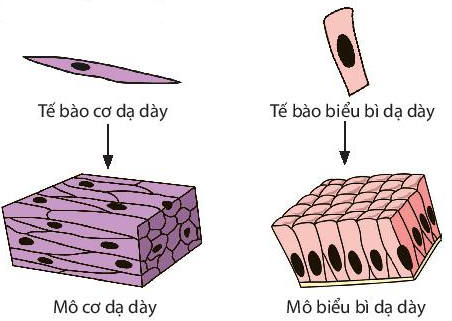 Tế bào cơ dạ dày
Tế bào biểu bì dạ dày
Mô cơ dạ dày
Mô biểu bì dạ dày